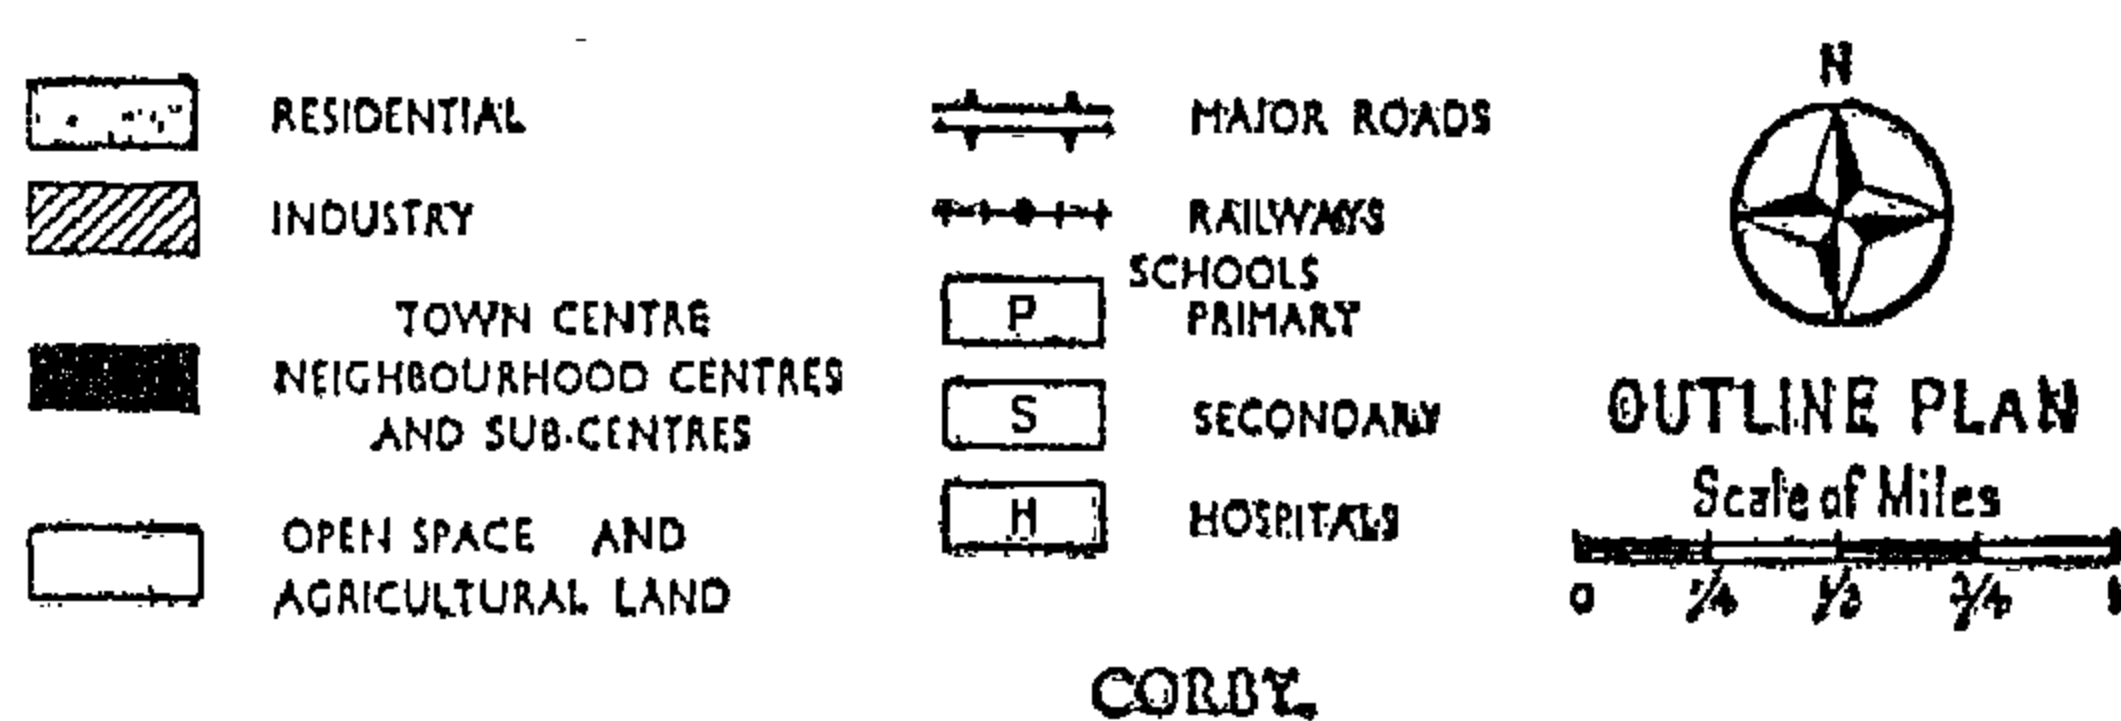 RESIDENTIAL
INDUSTRY
TOWN CENTRE
NEIGHBOURHOOD CENTRES
AND SUB-CENTRES
OPEN SPACE AND
AGRICULTURAL LAND
MAJOR ROADS
RAILWAYS
SCHOOLS
P PRIMARY
S SECONDARY
H HOSPITALS
N
OUTLINE PLAN
Scale of Miles
0 1/4 1/2 3/4
CORBY.